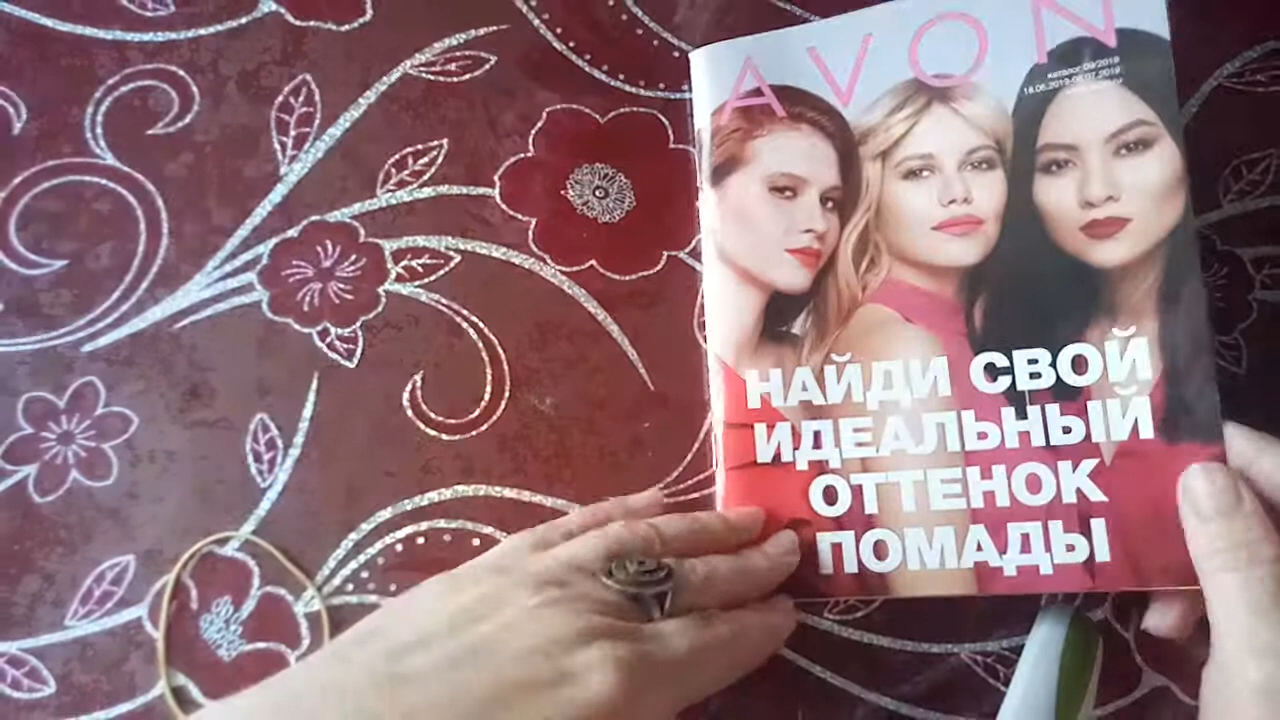 AVON
каталог 09/2019
18.06.2019-08.07.2019
НАЙДИ СВОЙ
ИДЕАЛЬНЫЙ
ОТТЕНОК
ПОМАДЫ